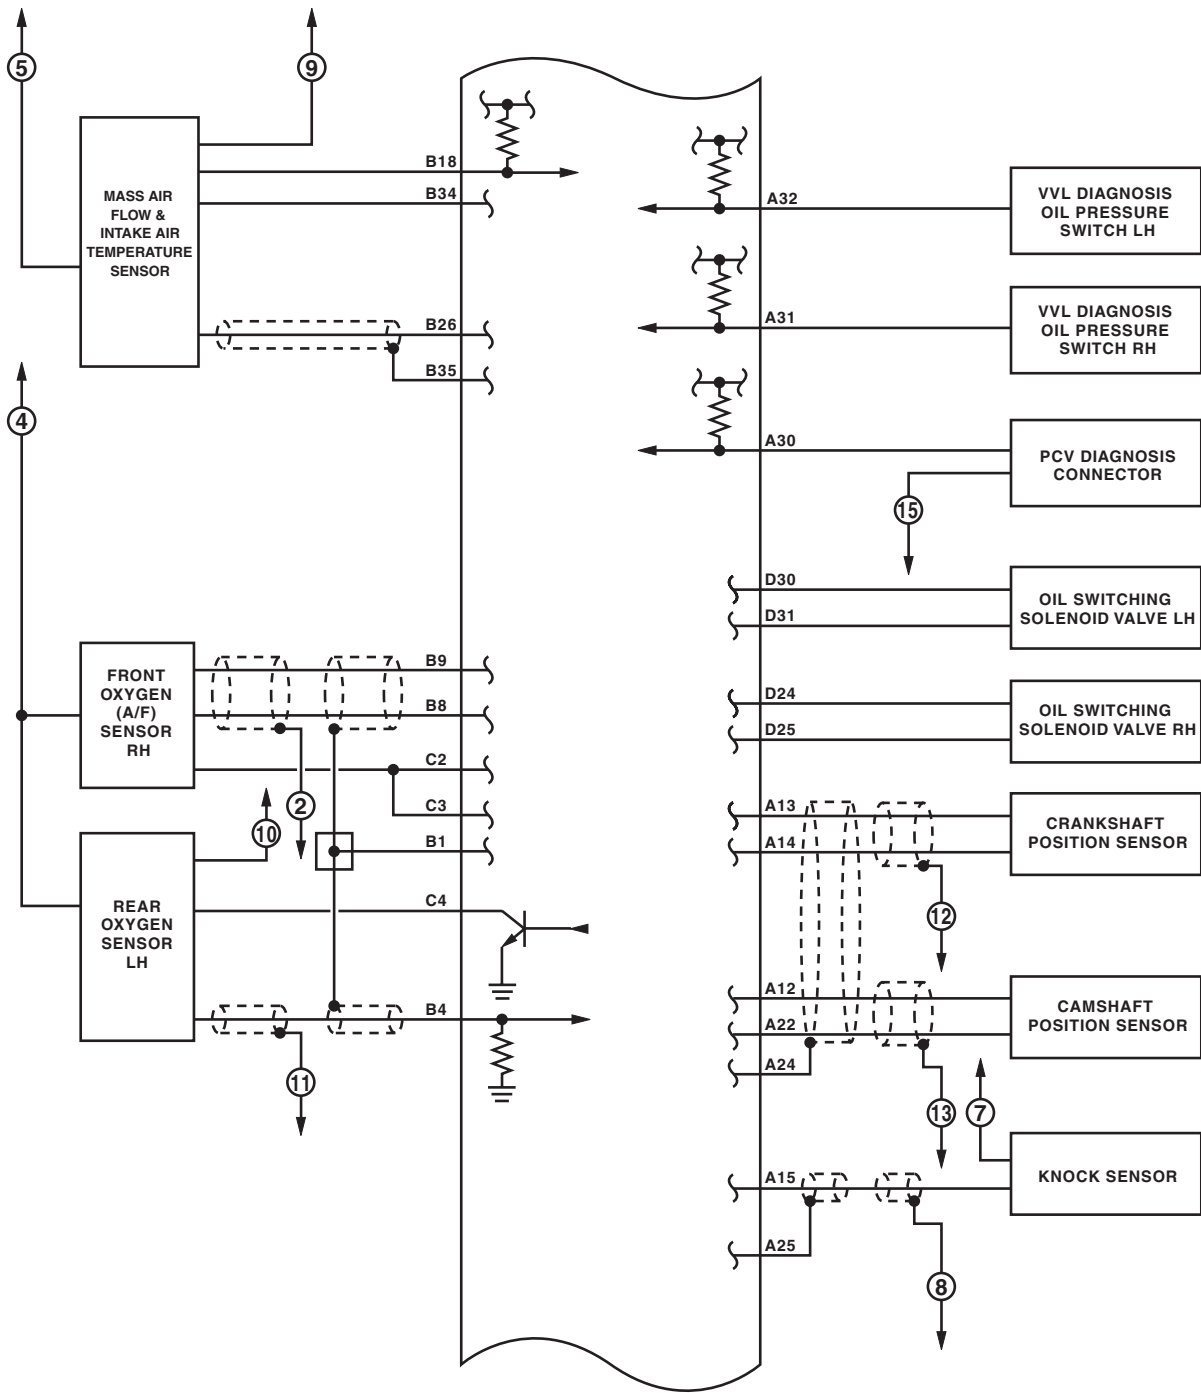 5
9
MASS AIR
FLOW &
INTAKE AIR
TEMPERATURE
SENSOR
B18
B34
B26
B35
4
FRONT
OXYGEN
(A/F)
SENSOR
RH
B9
B8
C2
C3
2
10
B1
REAR
OXYGEN
SENSOR
LH
C4
B4
11
A32
VVL DIAGNOSIS
OIL PRESSURE
SWITCH LH
A31
VVL DIAGNOSIS
OIL PRESSURE
SWITCH RH
A30
PCV DIAGNOSIS
CONNECTOR
15
D30
D31
OIL SWITCHING
SOLENOID VALVE LH
D24
D25
OIL SWITCHING
SOLENOID VALVE RH
A13
A14
CRANKSHAFT
POSITION SENSOR
12
A12
A22
A24
CAMSHAFT
POSITION SENSOR
13
7
A15
KNOCK SENSOR
A25
8